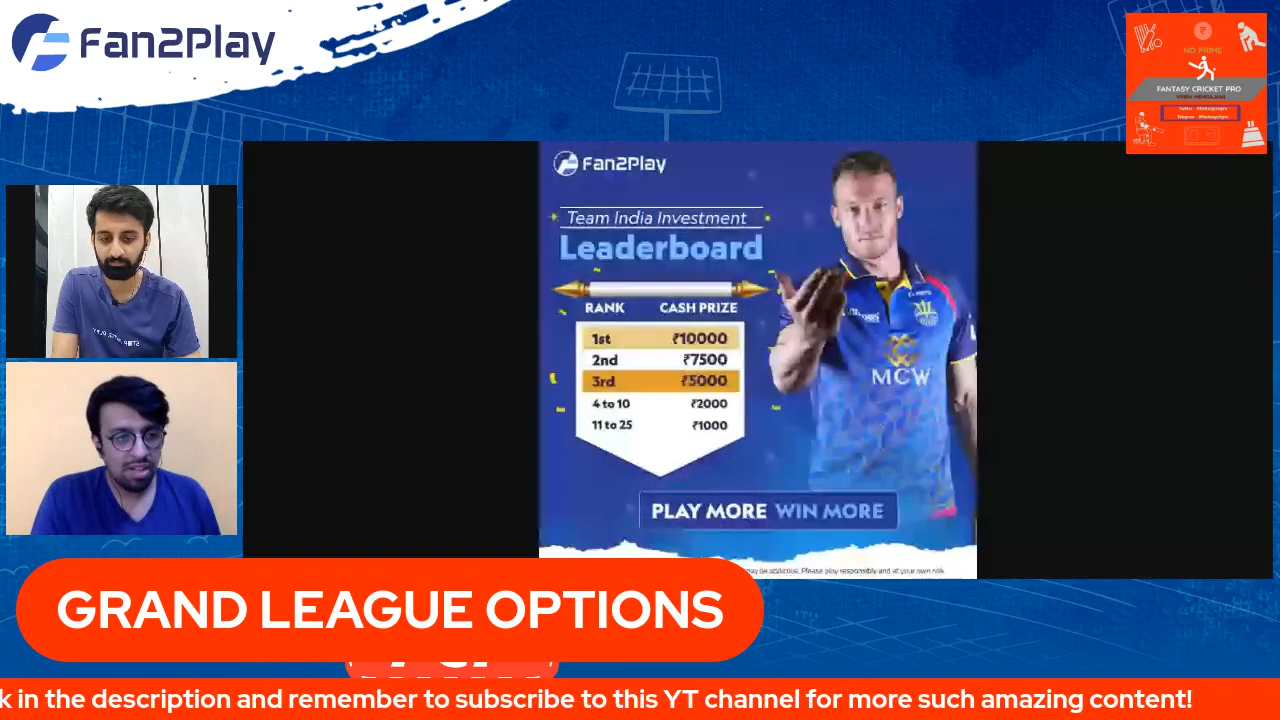 Fan2Play
NO PRIME
FANTASY CRICKET PRO
Fan2Play
Team India Investment
Leaderboard
RANK CASH PRIZE
1st ₹10000
2nd ₹7500
3rd ₹5000
4 to 10 ₹2000
11 to 25 ₹1000
MCW
PLAY MORE WIN MORE
may be addictive. Please play responsibly and at your own risk.
GRAND LEAGUE OPTIONS
k in the description and remember to subscribe to this YT channel for more such amazing content!